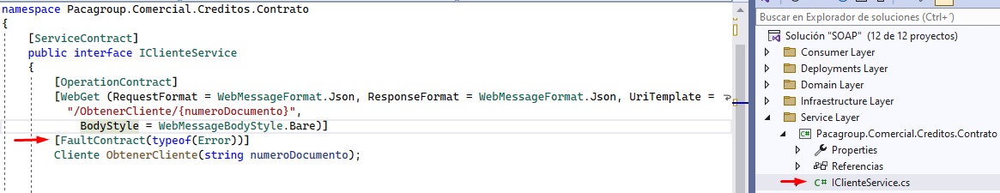 namespace Pacagroup.Comercial.Creditos.Contrato
{
[ServiceContract]
public interface IClienteService
{
[OperationContract]
[WebGet (RequestFormat = WebMessageFormat.Json, ResponseFormat = WebMessageFormat.Json, UriTemplate =
"/ObtenerCliente/{numeroDocumento}",
BodyStyle = WebMessageBodyStyle.Bare)]
[FaultContract(typeof(Error))]
Cliente ObtenerCliente(string numeroDocumento);
Buscar en Explorador de soluciones (Ctrl+´)
Solución "SOAP" (12 de 12 proyectos)
Consumer Layer
Deployments Layer
Domain Layer
Infrastructure Layer
Service Layer
C# Pacagroup.Comercial.Creditos.Contrato
Properties
Referencias
C# IClienteService.cs